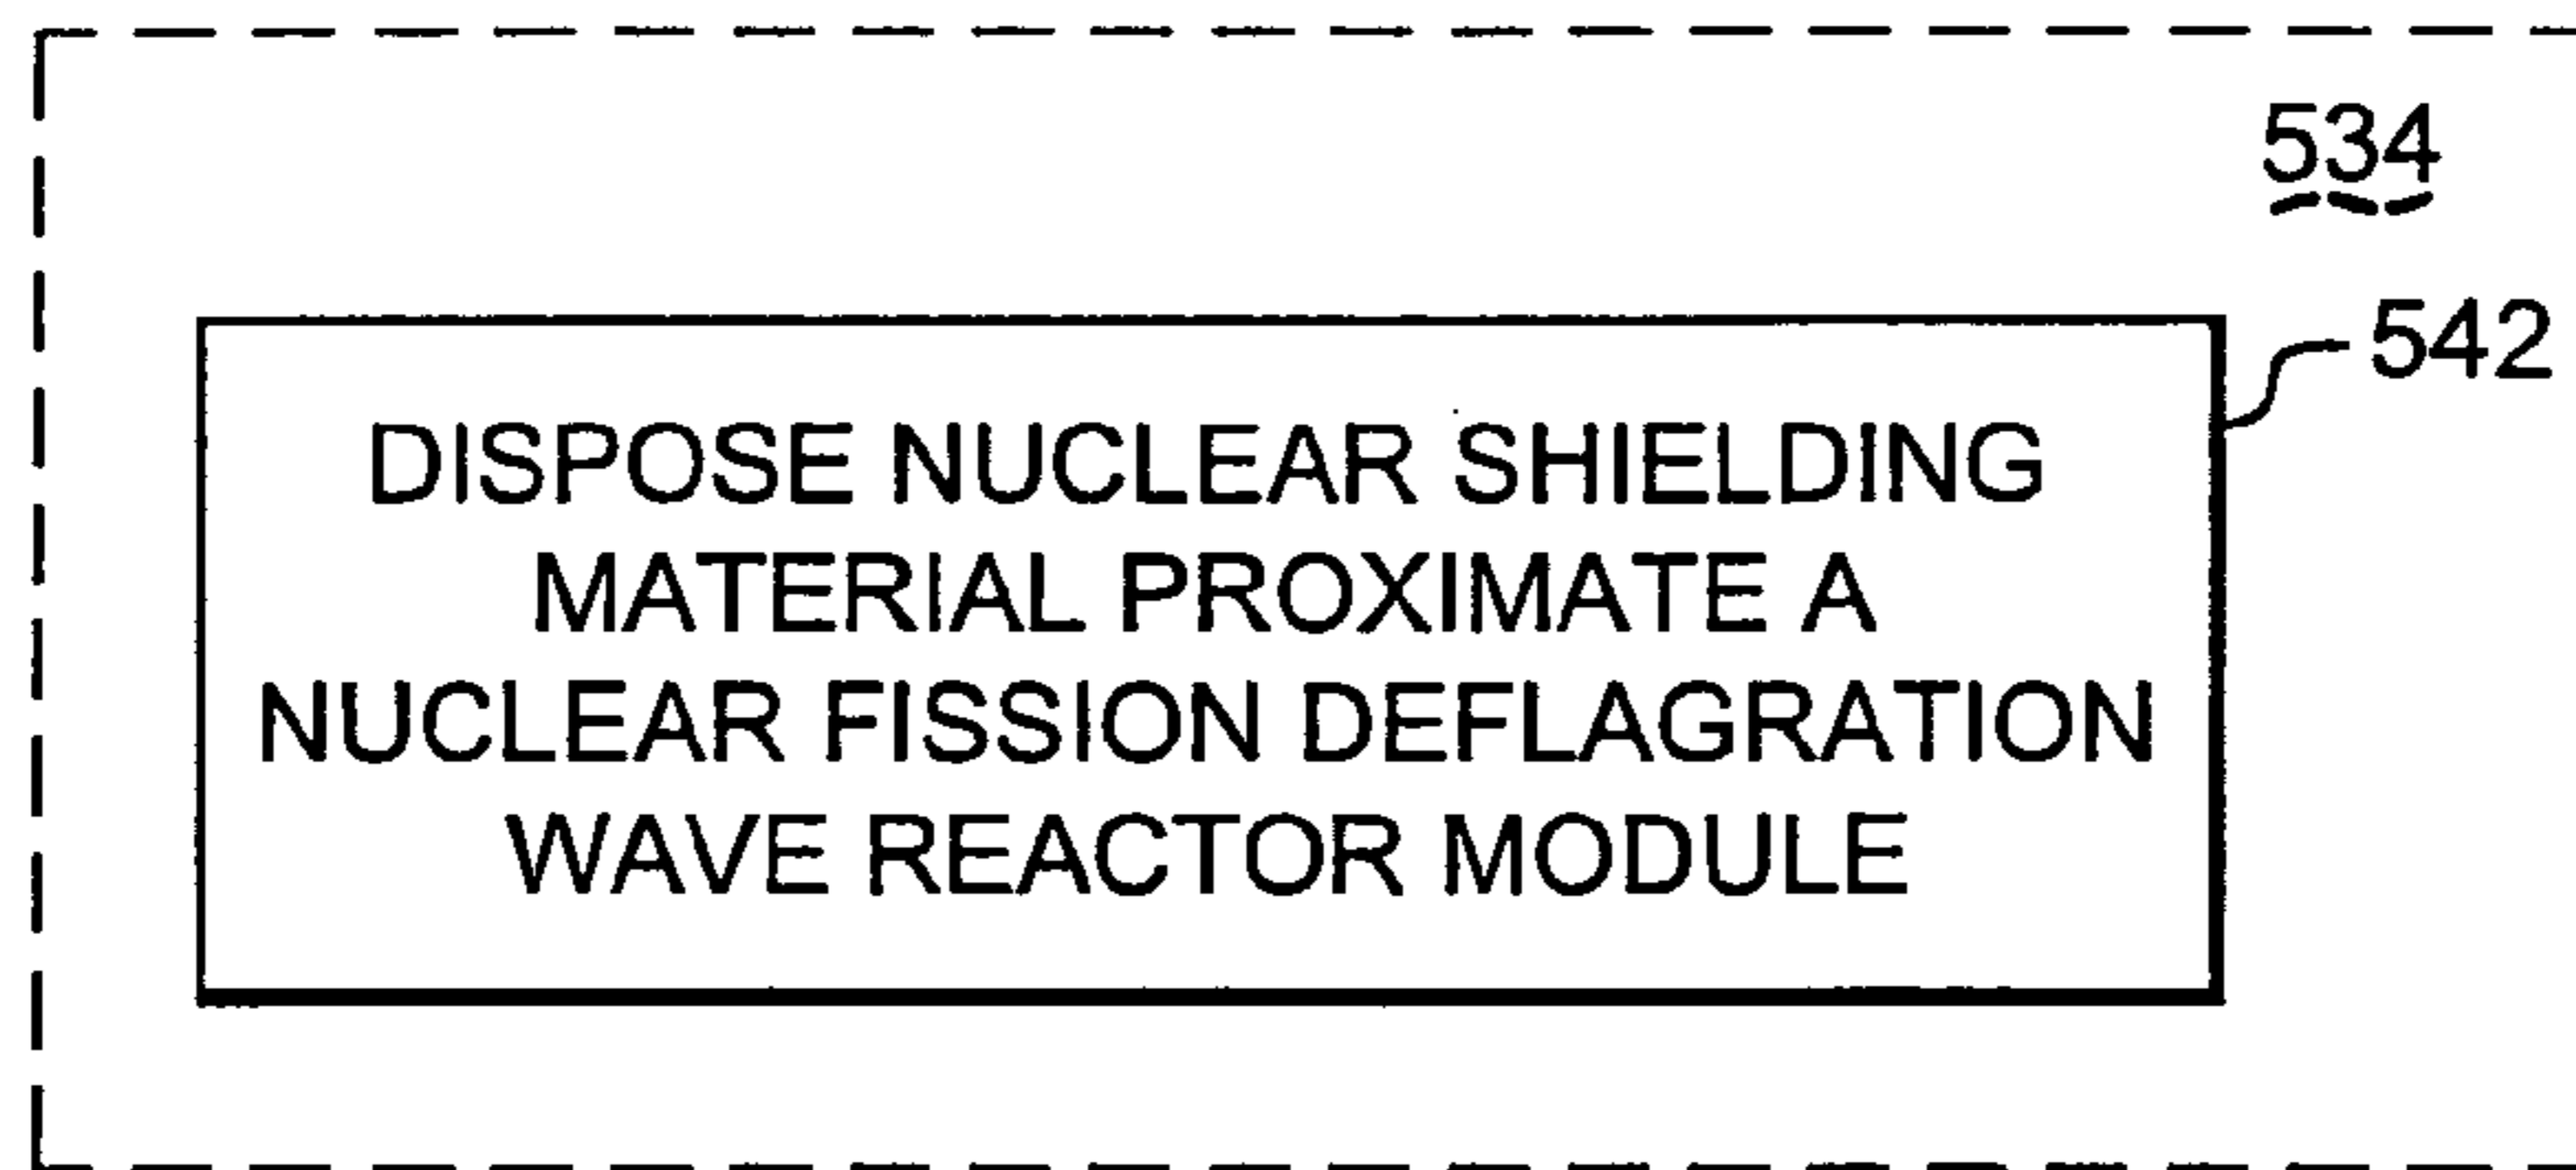 534
542
DISPOSE NUCLEAR SHIELDING
MATERIAL PROXIMATE A
NUCLEAR FISSION DEFLAGRATION
WAVE REACTOR MODULE